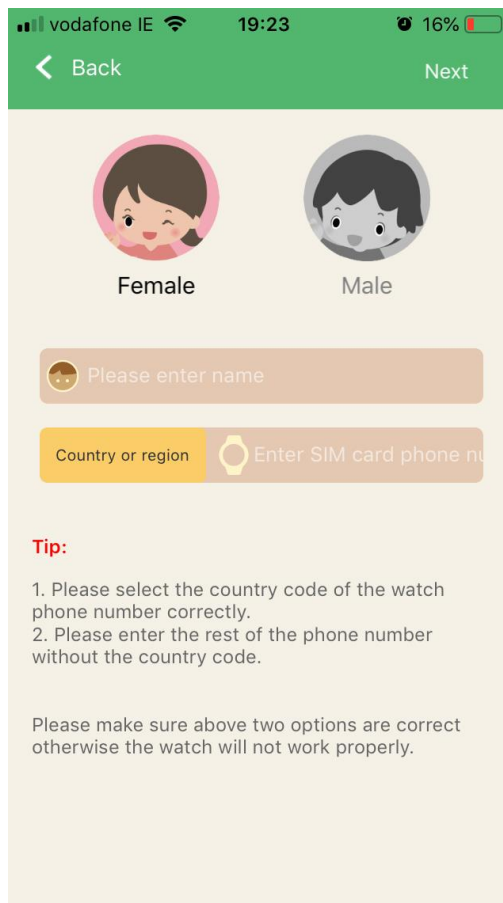 vodafone IE 19:23 16%
Back Next
Female Male
Please enter name
Country or region Enter SIM card phone nu
Tip:
1. Please select the country code of the watch
phone number correctly.
2. Please enter the rest of the phone number
without the country code.
Please make sure above two options are correct
otherwise the watch will not work properly.